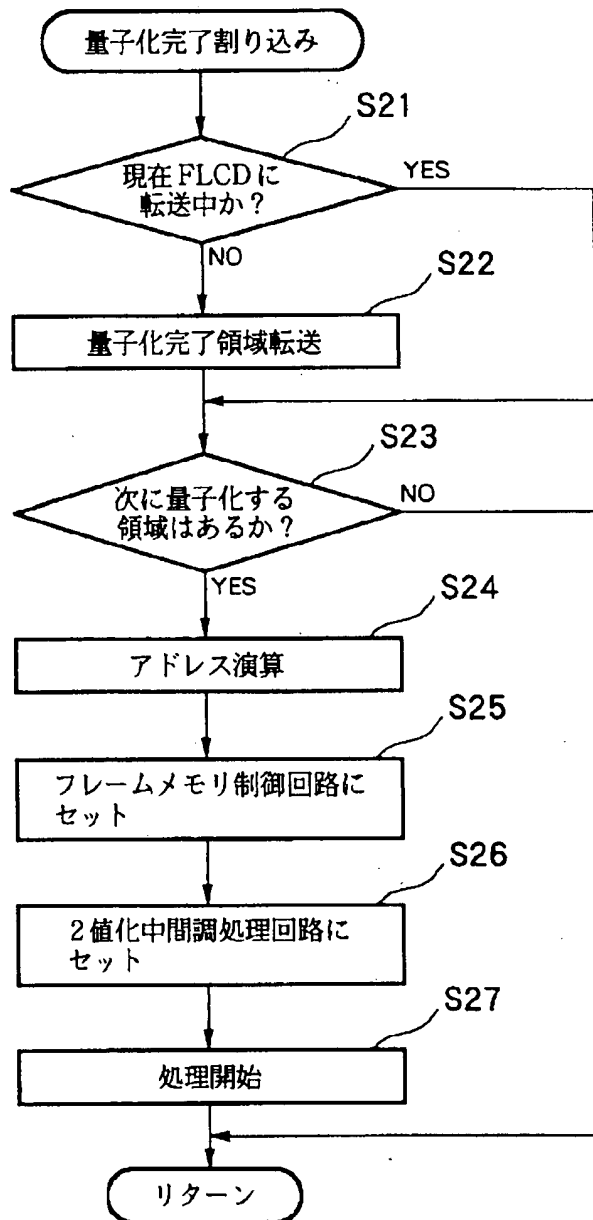 量子化完了割り込み
S21
現在FLCDに
転送中か？
YES
NO
S22
量子化完了領域転送
S23
次に量子化する
領域はあるか？
NO
YES
S24
アドレス演算
S25
フレームメモリ制御回路に
セット
S26
2値化中間調処理回路に
セット
S27
処理開始
リターン